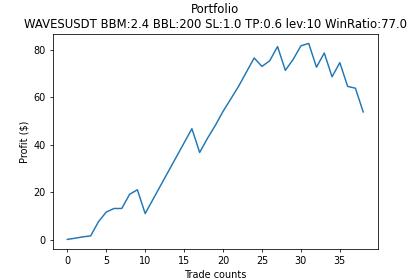 Portfolio
WAVESUSDT BBM:2.4 BBL:200 SL:1.0 TP:0.6 lev:10 WinRatio:77.0
80
60
40
20
0
Profit ($)
0 5 10 15 20 25 30 35
Trade counts